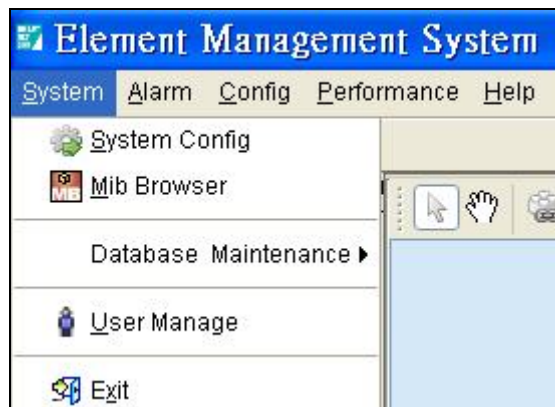 Element Management System
System Alarm Config Performance Help
System Config
Mib Browser
Database Maintenance
User Manage
Exit